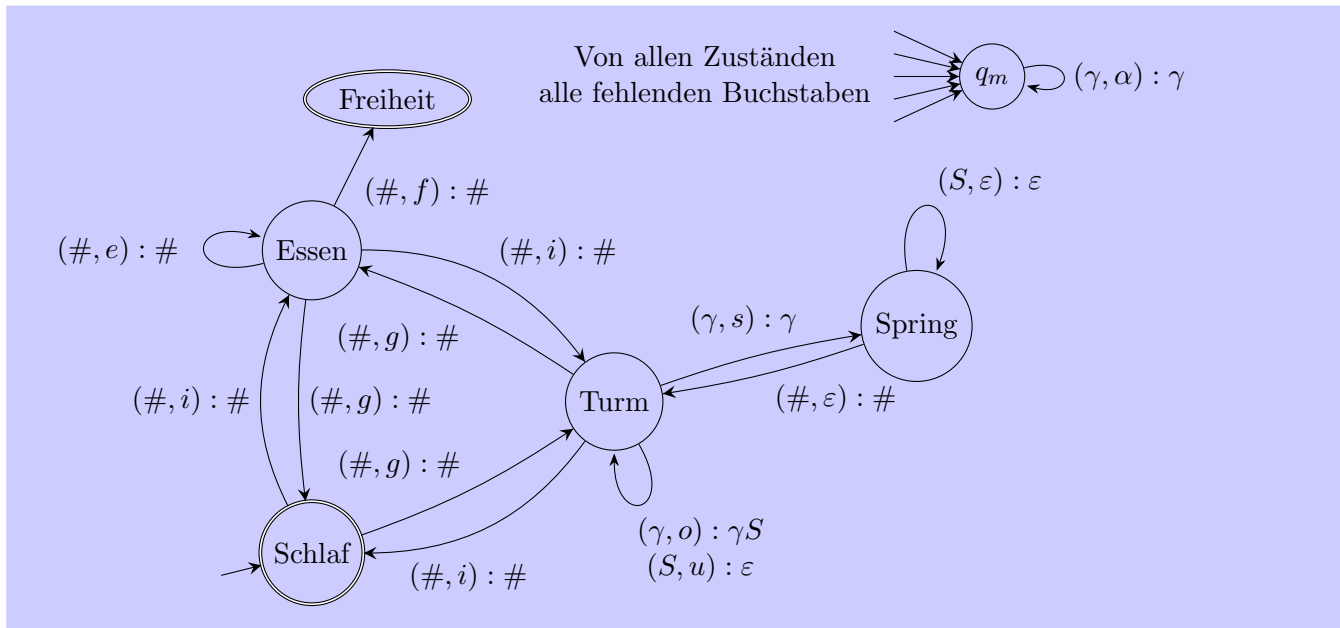 Von allen Zuständen
alle fehlenden Buchstaben
q_m
(γ, α) : γ
Freiheit
(#, f) : #
(S, ε) : ε
(#, e) : #
Essen
(#, i) : #
(γ, s) : γ
Spring
(#, g) : #
(#, i) : #
(#, g) : #
Turm
(#, ε) : #
(#, g) : #
(γ, o) : γS
(S, u) : ε
Schlaf
(#, i) : #